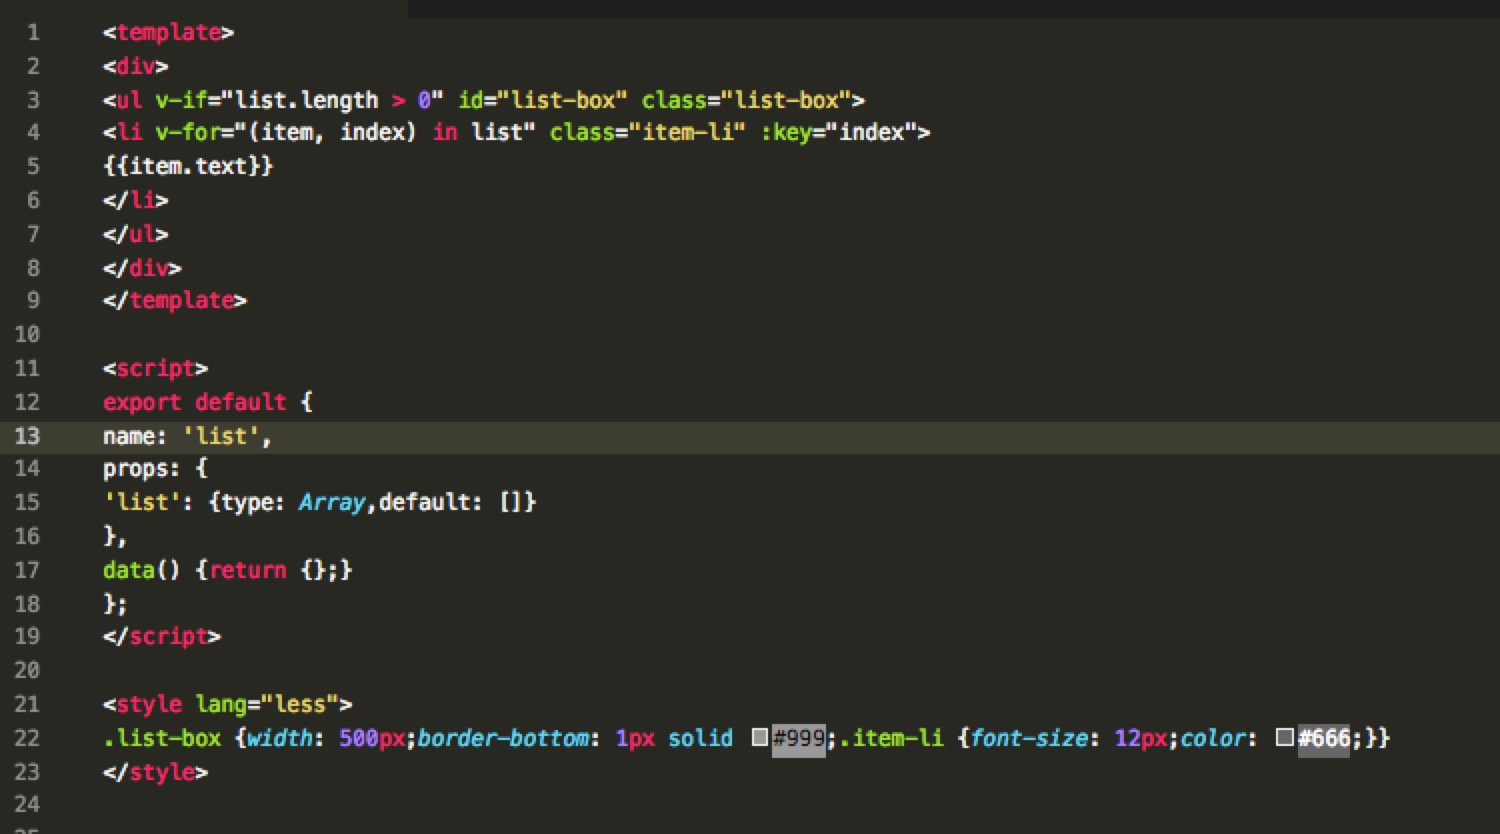 1 <template>
2 <div>
3 <ul v-if="list.length > 0" id="list-box" class="list-box">
4 <li v-for="(item, index) in list" class="item-li" :key="index">
5 {{item.text}}
6 </li>
7 </ul>
8 </div>
9 </template>
10
11 <script>
12 export default {
13 name: 'list',
14 props: {
15 'list': {type: Array,default: []}
16 },
17 data() {return {};}
18 };
19 </script>
20
21 <style lang="less">
22 .list-box {width: 500px;border-bottom: 1px solid #999;.item-li {font-size: 12px;color: #666;}}
23 </style>
24